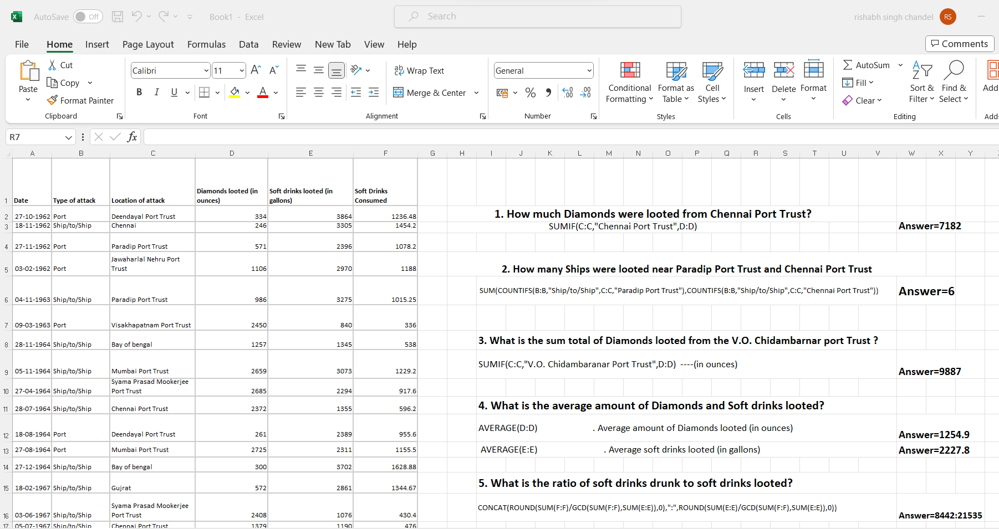 AutoSave Off Book1 - Excel Search rishabh singh chandel RS
File Home Insert Page Layout Formulas Data Review New Tab View Help Comments
Paste Cut Copy Format Painter Clipboard
Calibri 11 B I U A Font
Wrap Text Merge & Center Alignment
General % Number
Conditional Formatting Format as Table Cell Styles Styles
Insert Delete Format Cells
AutoSum Fill Clear Sort & Filter Find & Select Editing
Add
Add-
R7 fx
A B C D E F G H I J K L M N O P Q R S T U V W X Y
1 Date Type of attack Location of attack Diamonds looted (in ounces) Soft drinks looted (in gallons) Soft Drinks Consumed
2 27-10-1962 Port Deendayal Port Trust 334 3864 1236.48
3 18-11-1962 Ship/to/Ship Chennai 246 3305 1454.2
4 27-11-1962 Port Paradip Port Trust 571 2396 1078.2
5 03-02-1962 Port Jawaharlal Nehru Port Trust 1106 2970 1188
6 04-11-1963 Ship/to/Ship Paradip Port Trust 986 3275 1015.25
7 09-03-1963 Port Visakhapatnam Port Trust 2450 840 336
8 28-11-1964 Ship/to/Ship Bay of bengal 1257 1345 538
9 05-11-1964 Ship/to/Ship Mumbai Port Trust 2659 3073 1229.2
10 27-04-1964 Ship/to/Ship Syama Prasad Mookerjee Port Trust 2685 2294 917.6
11 28-07-1964 Ship/to/Ship Chennai Port Trust 2372 1355 596.2
12 18-08-1964 Port Deendayal Port Trust 261 2389 955.6
13 27-08-1964 Port Mumbai Port Trust 2725 2311 1155.5
14 27-12-1964 Ship/to/Ship Bay of bengal 300 3702 1628.88
15 18-02-1967 Ship/to/Ship Gujrat 572 2861 1344.67
16 03-06-1967 Ship/to/Ship Syama Prasad Mookerjee Port Trust 2408 1076 430.4
17 05-07-1967 Ship/to/Ship Chennai Port Trust 1379 1190 476
1. How much Diamonds were looted from Chennai Port Trust?
SUMIF(C:C,"Chennai Port Trust",D:D) Answer=7182
2. How many Ships were looted near Paradip Port Trust and Chennai Port Trust
SUM(COUNTIFS(B:B,"Ship/to/Ship",C:C,"Paradip Port Trust"),COUNTIFS(B:B,"Ship/to/Ship",C:C,"Chennai Port Trust")) Answer=6
3. What is the sum total of Diamonds looted from the V.O. Chidambarnar port Trust ?
SUMIF(C:C,"V.O. Chidambaranar Port Trust",D:D) ----(in ounces) Answer=9887
4. What is the average amount of Diamonds and Soft drinks looted?
AVERAGE(D:D) . Average amount of Diamonds looted (in ounces) Answer=1254.9
AVERAGE(E:E) . Average soft drinks looted (in gallons) Answer=2227.8
5. What is the ratio of soft drinks drunk to soft drinks looted?
CONCAT(ROUND(SUM(F:F)/GCD(SUM(F:F),SUM(E:E)),0),":",ROUND(SUM(E:E)/GCD(SUM(F:F),SUM(E:E)),0)) Answer=8442:21535